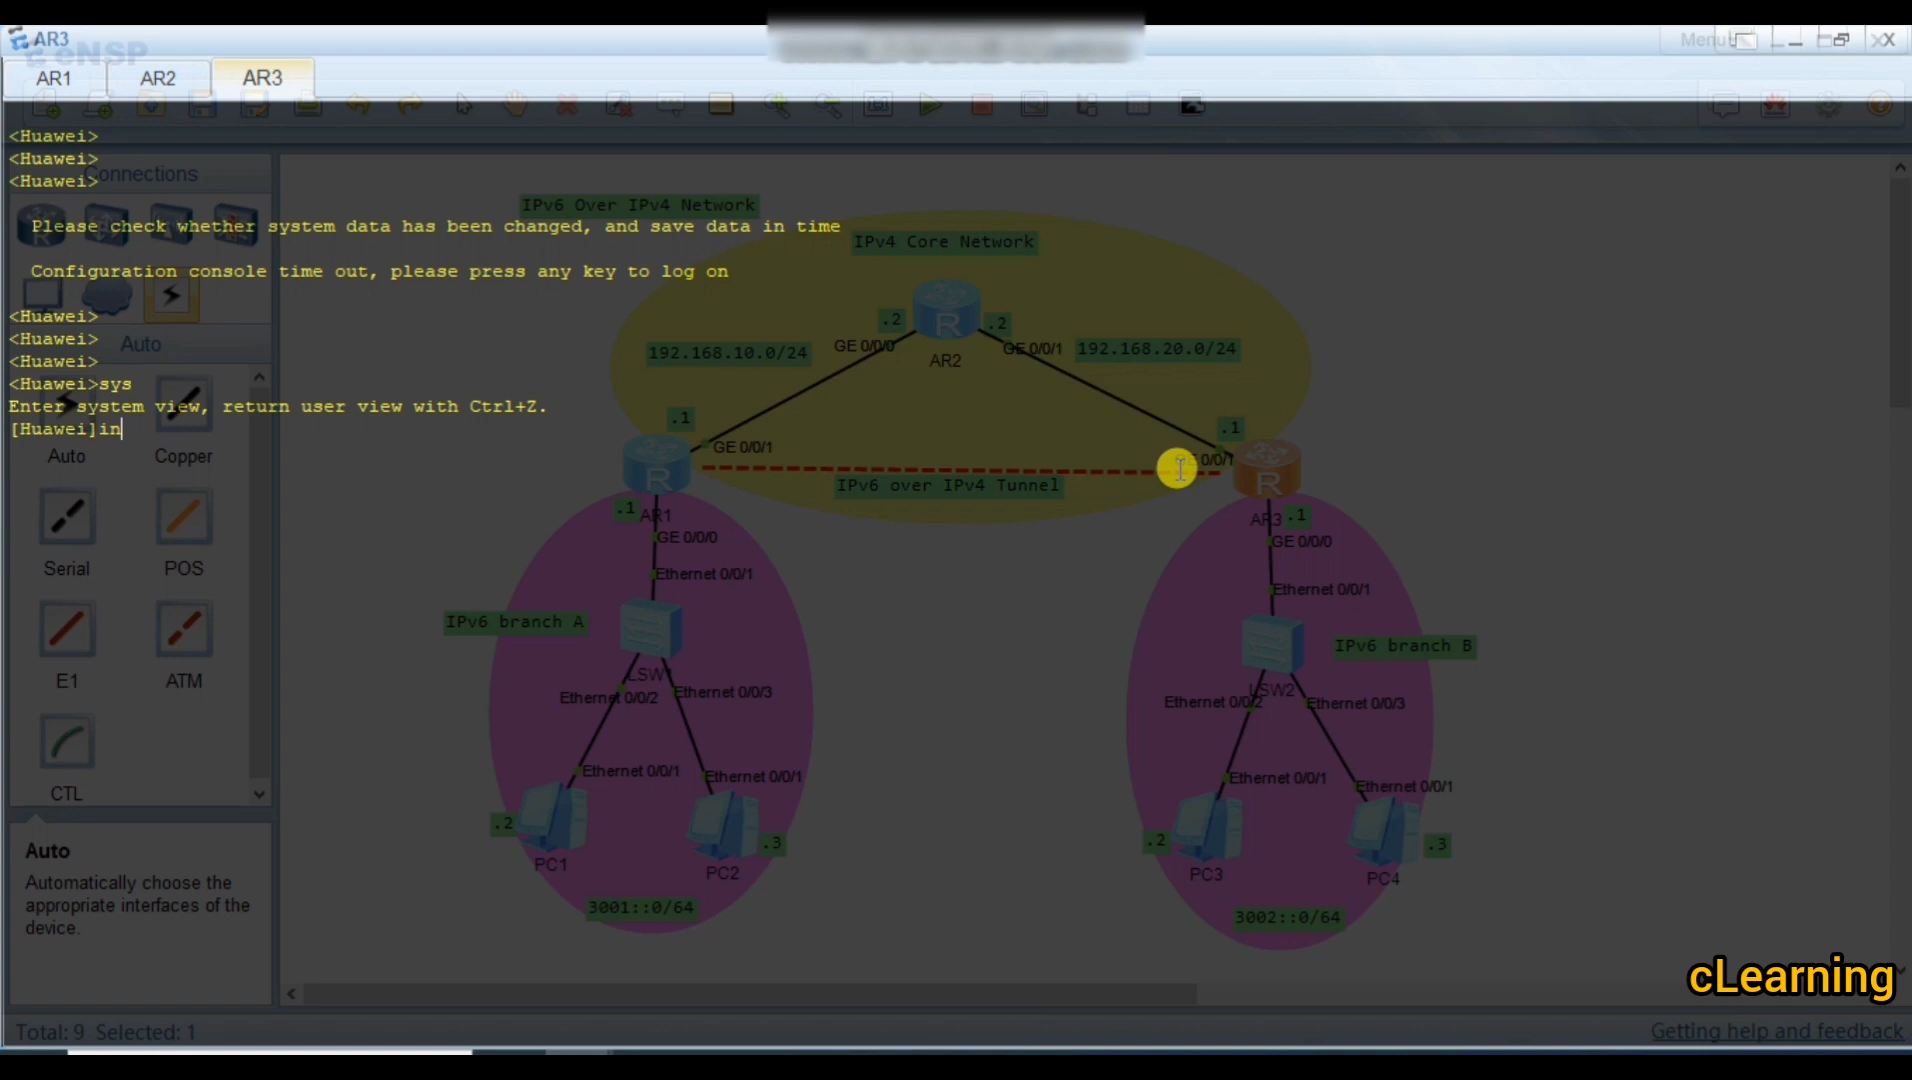 AR3
eNSP
Menu
AR1
AR2
AR3
<Huawei>
<Huawei>
<Huawei>
Please check whether system data has been changed, and save data in time
Configuration console time out, please press any key to log on
<Huawei>
<Huawei>
<Huawei>
<Huawei>sys
Enter system view, return user view with Ctrl+Z.
[Huawei]in
Connections
Auto
Auto
Copper
Serial
POS
E1
ATM
CTL
Auto
Automatically choose the
appropriate interfaces of the
device.
IPv6 Over IPv4 Network
IPv4 Core Network
.2
.2
R
GE 0/0/0
GE 0/0/1
AR2
192.168.10.0/24
192.168.20.0/24
.1
.1
GE 0/0/1
GE 0/0/1
R
R
IPv6 over IPv4 Tunnel
.1
AR1
AR3
.1
GE 0/0/0
GE 0/0/0
Ethernet 0/0/1
Ethernet 0/0/1
IPv6 branch A
IPv6 branch B
LSW1
LSW2
Ethernet 0/0/2
Ethernet 0/0/3
Ethernet 0/0/2
Ethernet 0/0/3
Ethernet 0/0/1
Ethernet 0/0/1
Ethernet 0/0/1
Ethernet 0/0/1
.2
.3
.2
.3
PC1
PC2
PC3
PC4
3001::0/64
3002::0/64
cLearning
Total: 9 Selected: 1
Getting help and feedback